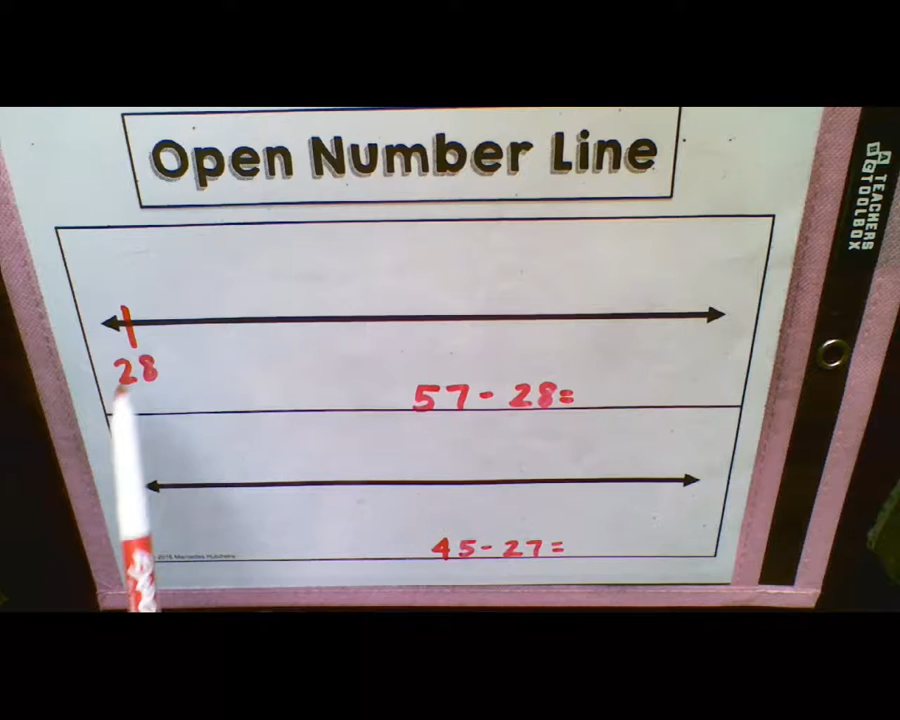 Open Number Line
28
57 - 28 =
45 - 27 =
A
B C TEACHERS
TOOLBOX